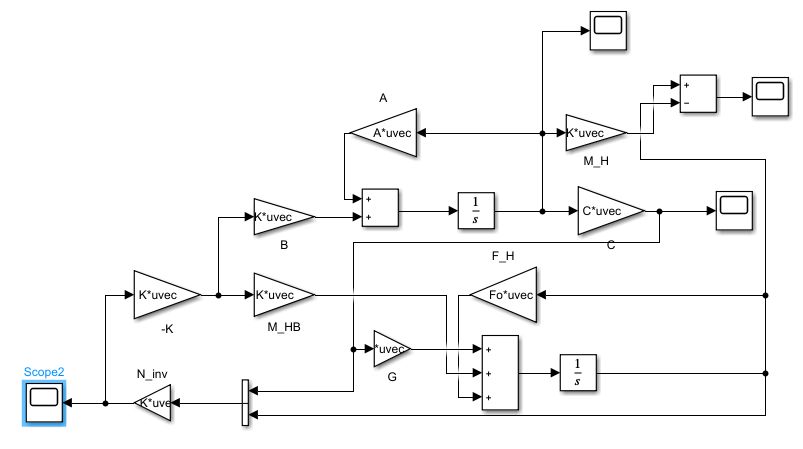 A
+
−
A*uvec
K*uvec
M_H
+
+
1
s
C*uvec
K*uvec
B
C
F_H
K*uvec
K*uvec
Fo*uvec
-K
M_HB
*uvec
+
+
+
1
s
G
Scope2
N_inv
K*uve